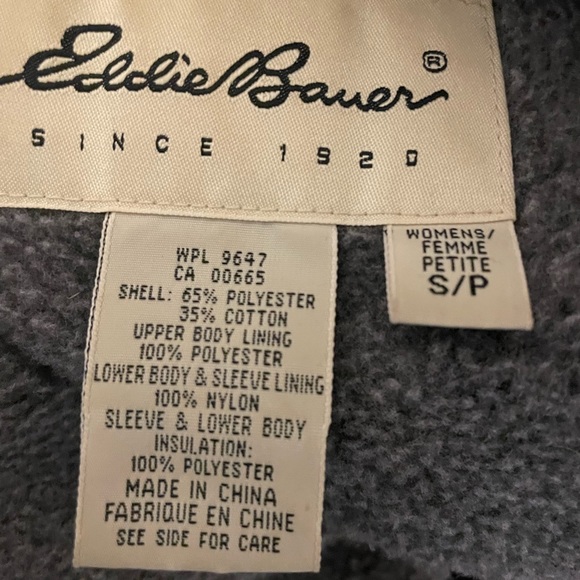 Eddie Bauer ®
SINCE 1920
WPL 9647
CA 00665
SHELL: 65% POLYESTER
35% COTTON
UPPER BODY LINING
100% POLYESTER
LOWER BODY & SLEEVE LINING
100% NYLON
SLEEVE & LOWER BODY
INSULATION:
100% POLYESTER
MADE IN CHINA
FABRIQUE EN CHINE
SEE SIDE FOR CARE
WOMENS/
FEMME
PETITE
S/P